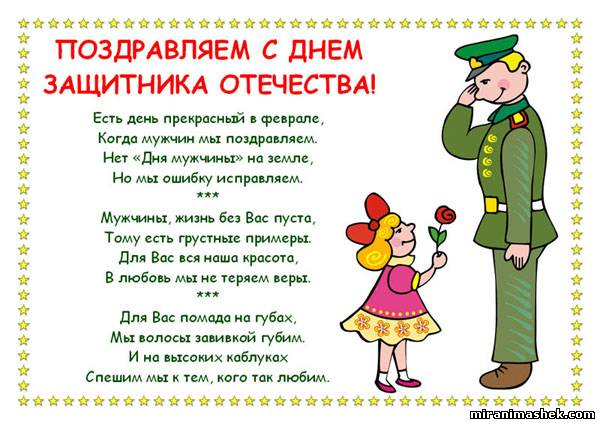 ПОЗДРАВЛЯЕМ С ДНЕМ
ЗАЩИТНИКА ОТЕЧЕСТВА!
Есть день прекрасный в феврале,
Когда мужчин мы поздравляем.
Нет «Дня мужчины» на земле,
Но мы ошибку исправляем.
***
Мужчины, жизнь без Вас пуста,
Тому есть грустные примеры.
Для Вас вся наша красота,
В любовь мы не теряем веры.
***
Для Вас помада на губах,
Мы волосы завивкой губим.
И на высоких каблуках
Спешим мы к тем, кого так любим.
miranimashek.com